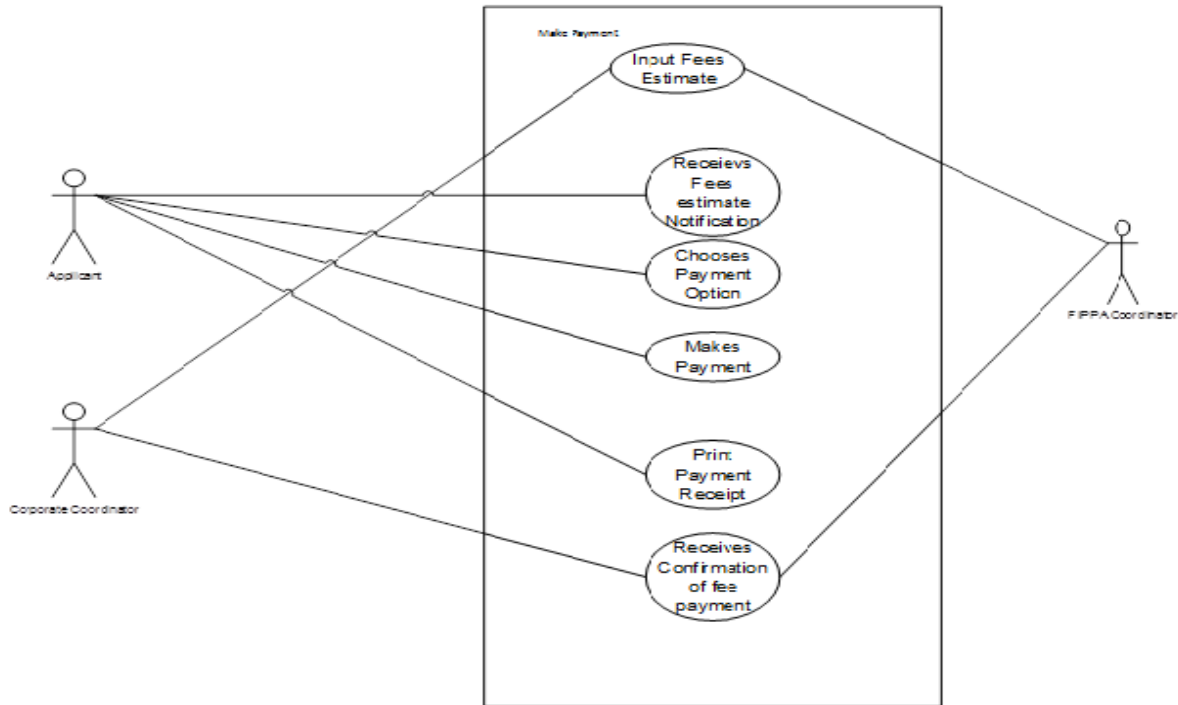 Make Payment
Input Fees
Estimate
Receievs
Fees
estimate
Notification
Chooses
Payment
Option
Makes
Payment
Print
Payment
Receipt
Receives
Confirmation
of fee
payment
Applicant
Corporate Coordinator
FIPPA Coordinator